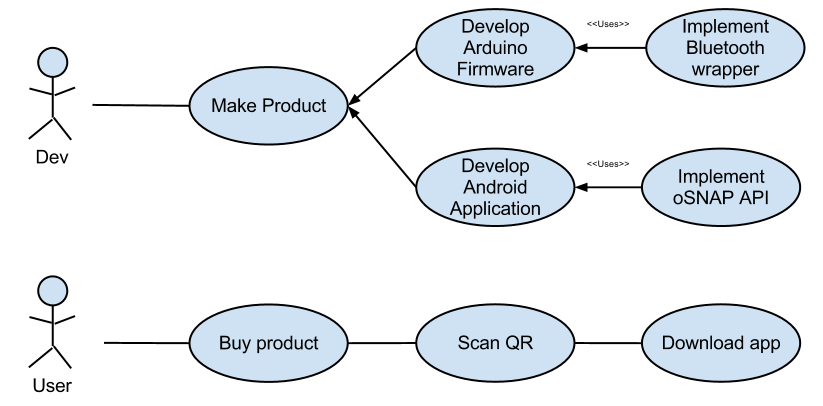 Develop
Arduino
Firmware
<<Uses>>
Implement
Bluetooth
wrapper
Make Product
Dev
Develop
Android
Application
<<Uses>>
Implement
oSNAP API
User
Buy product
Scan QR
Download app